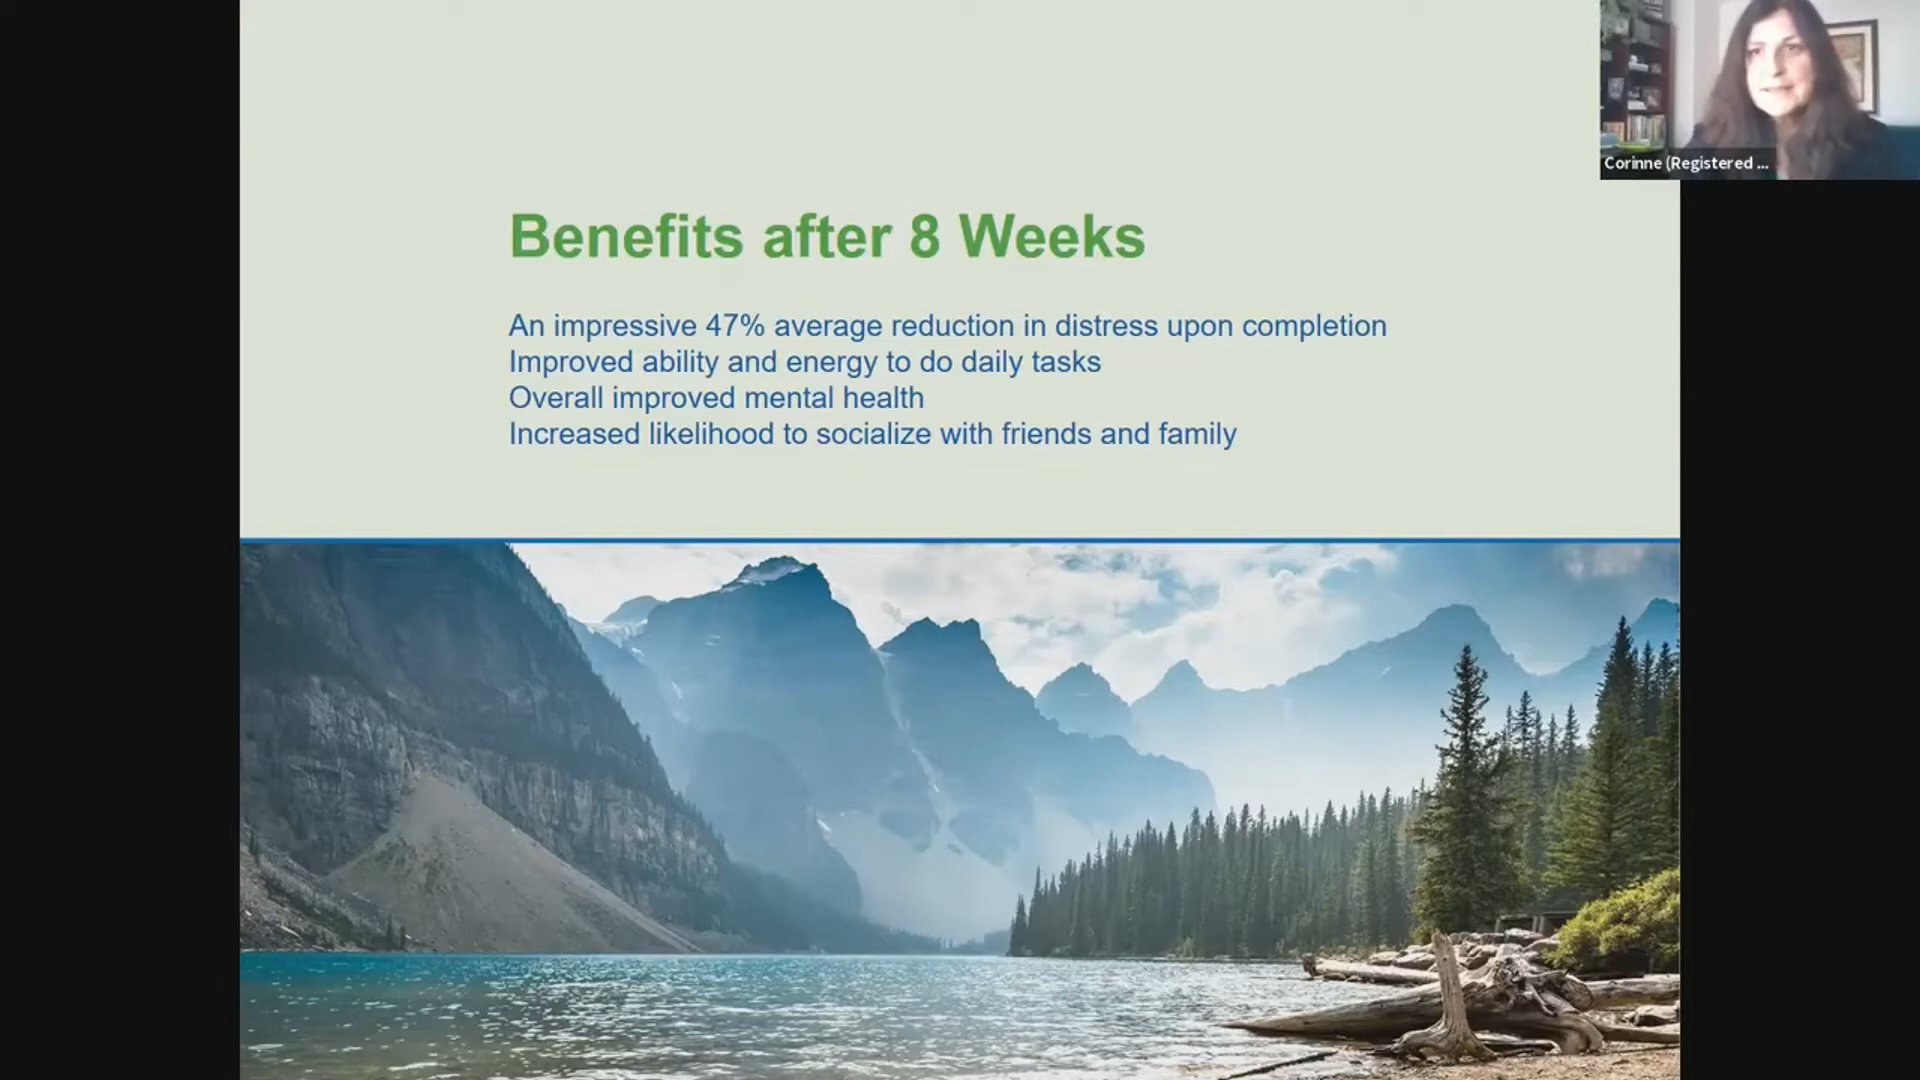 Corinne (Registered ...
Benefits after 8 Weeks
An impressive 47% average reduction in distress upon completion
Improved ability and energy to do daily tasks
Overall improved mental health
Increased likelihood to socialize with friends and family